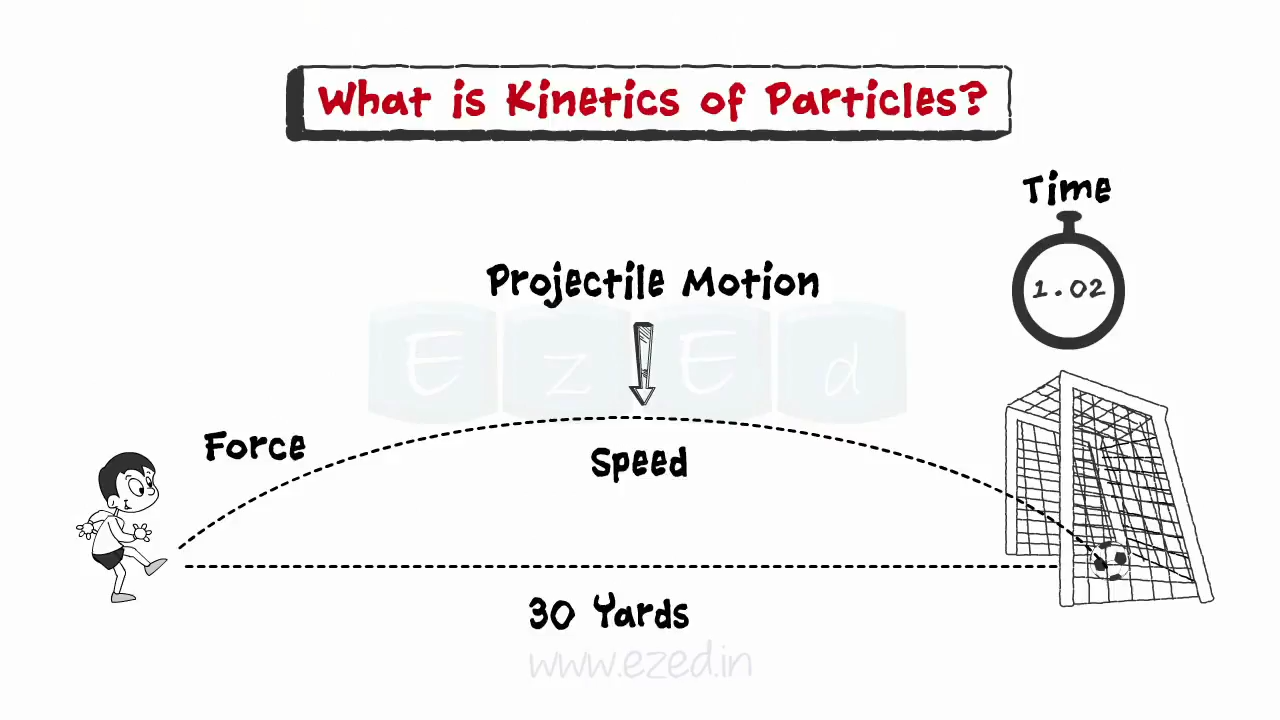 What is Kinetics of Particles?
Time
1.02
Projectile Motion
EzEd
Force
Speed
30 Yards
www.ezed.in